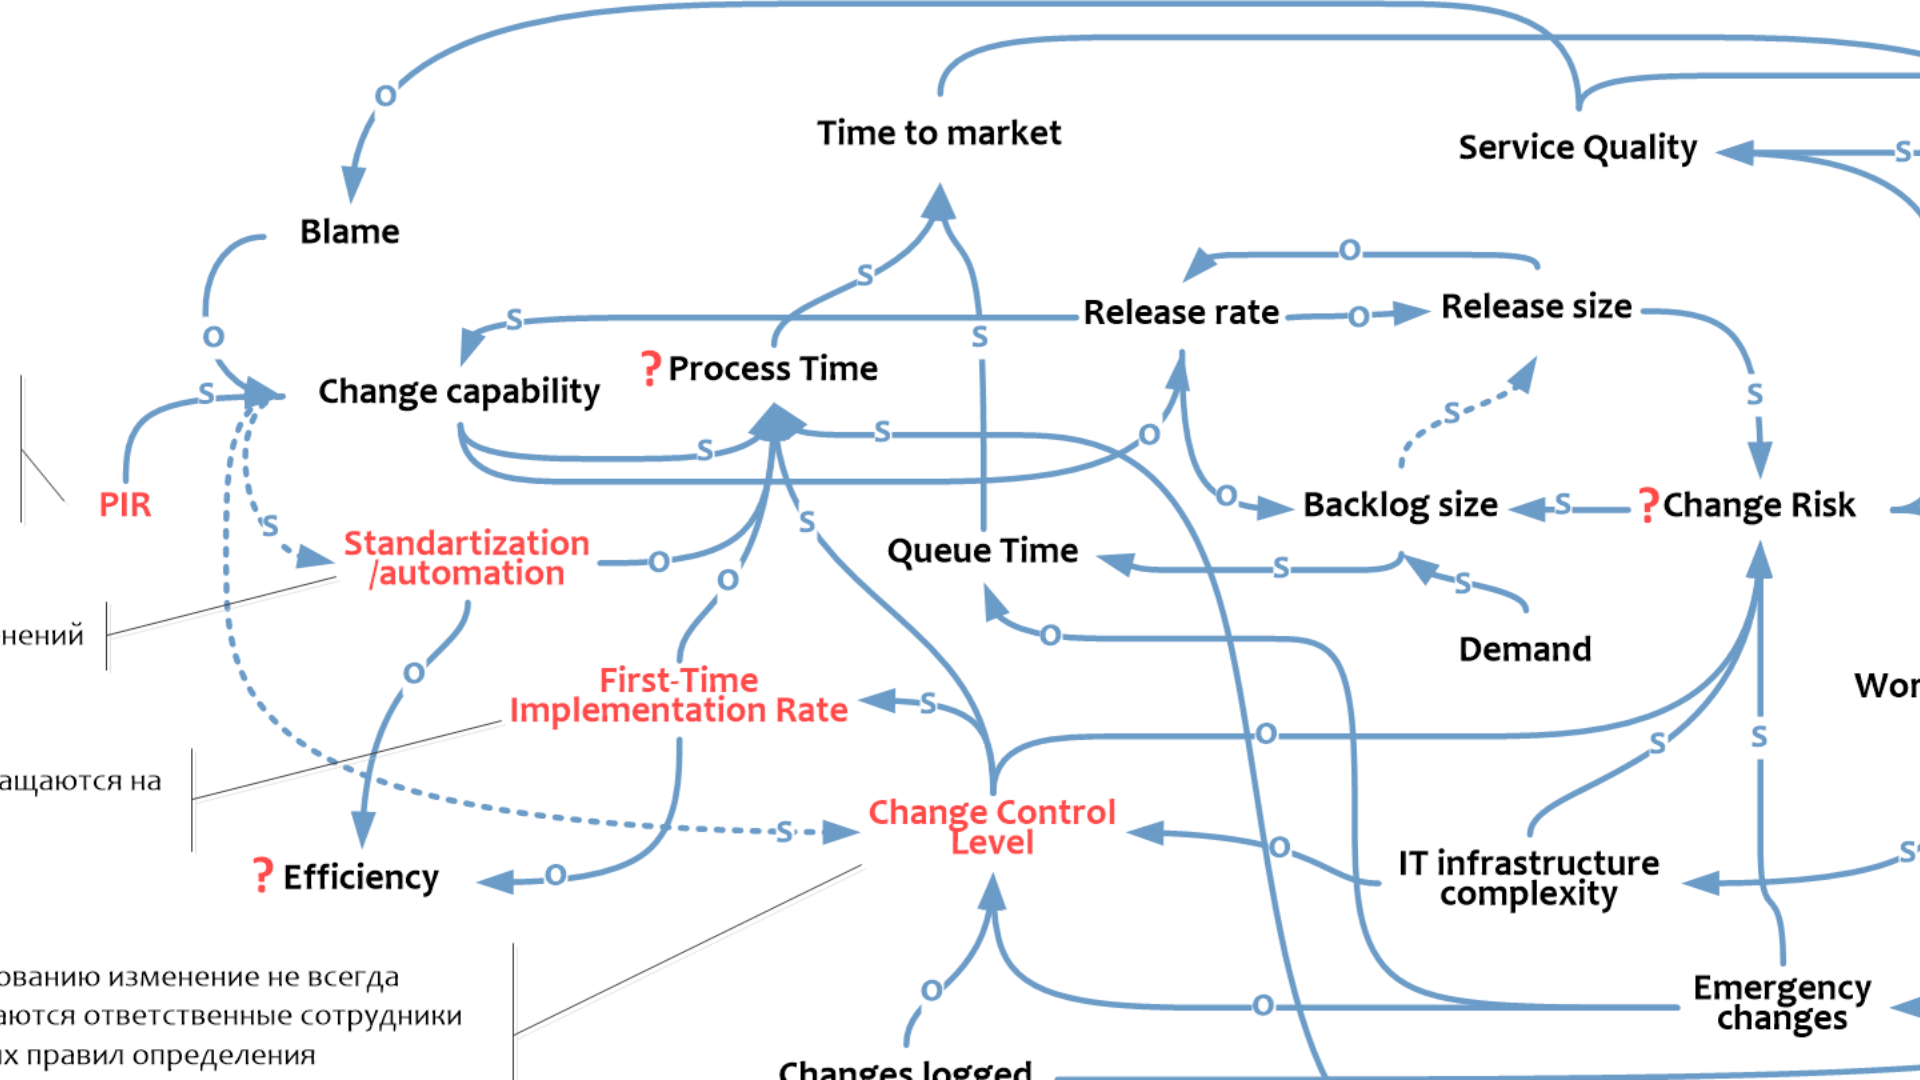 O
Time to market
Service Quality
S
Blame
S
O
Release rate
O
Release size
S
O
S
? Process Time
S
Change capability
S
S
PIR
S
S
O
S
O
Backlog size
S
? Change Risk
S
Standartization
/automation
O
S
Queue Time
S
S
O
O
Demand
First-Time
Implementation Rate
S
O
O
S
S
нений
ащаются на
S
Change Control
Level
O
IT infrastructure
complexity
S
? Efficiency
O
O
O
Emergency
changes
ованию изменение не всегда
аются ответственные сотрудники
их правил определения
Changes logged